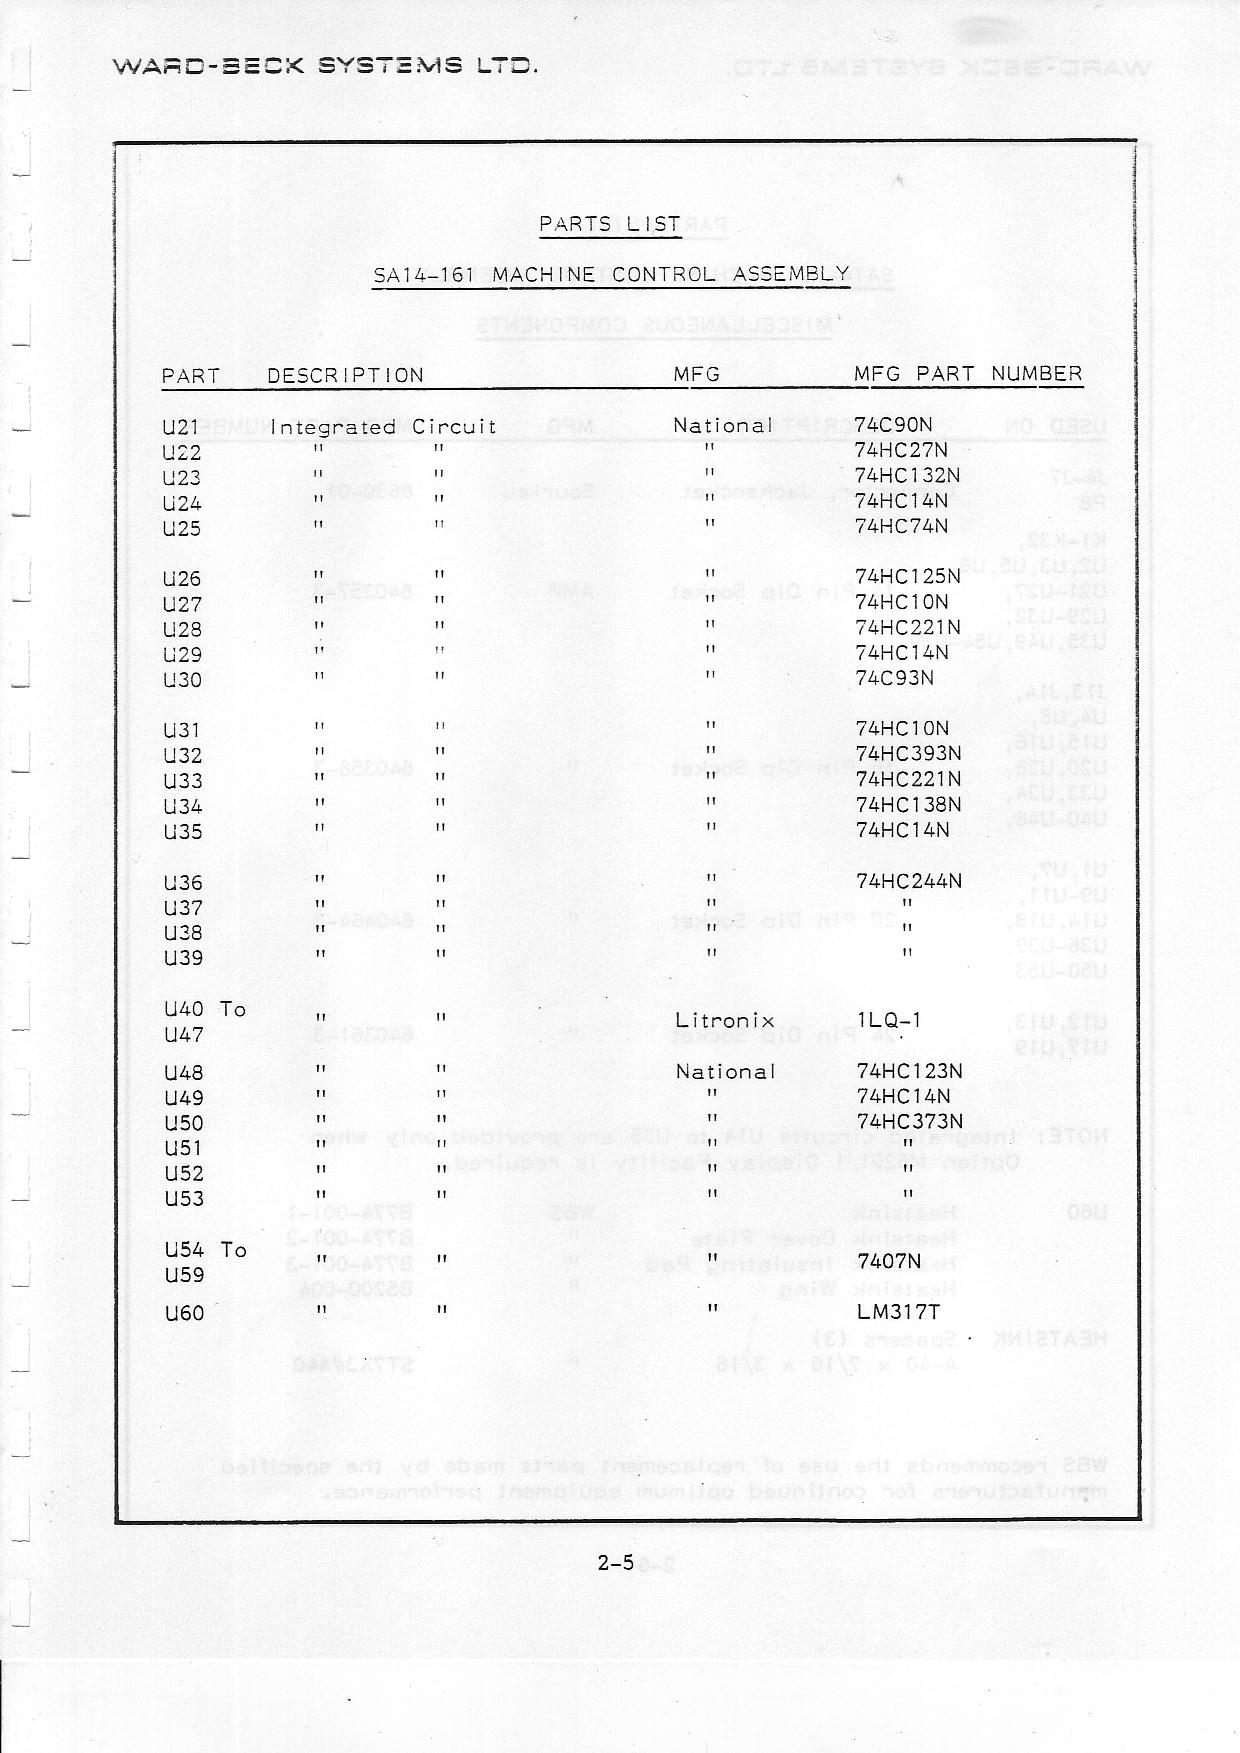 WARD-BECK SYSTEMS LTD.
PARTS LIST
SA14-161 MACHINE CONTROL ASSEMBLY
PART DESCRIPTION MFG MFG PART NUMBER
U21 Integrated Circuit National 74C90N
U22 " " " 74HC27N
U23 " " " 74HC132N
U24 " " " 74HC14N
U25 " " " 74HC74N
U26 " " " 74HC125N
U27 " " " 74HC10N
U28 " " " 74HC221N
U29 " " " 74HC14N
U30 " " " 74C93N
U31 " " " 74HC10N
U32 " " " 74HC393N
U33 " " " 74HC221N
U34 " " " 74HC138N
U35 " " " 74HC14N
U36 " " " 74HC244N
U37 " " " "
U38 " " " "
U39 " " " "
U40 To
U47 " " Litronix 1LQ-1
U48 " " National 74HC123N
U49 " " " 74HC14N
U50 " " " 74HC373N
U51 " " " "
U52 " " " "
U53 " " " "
U54 To
U59 " " " 7407N
U60 " " " LM317T
2-5